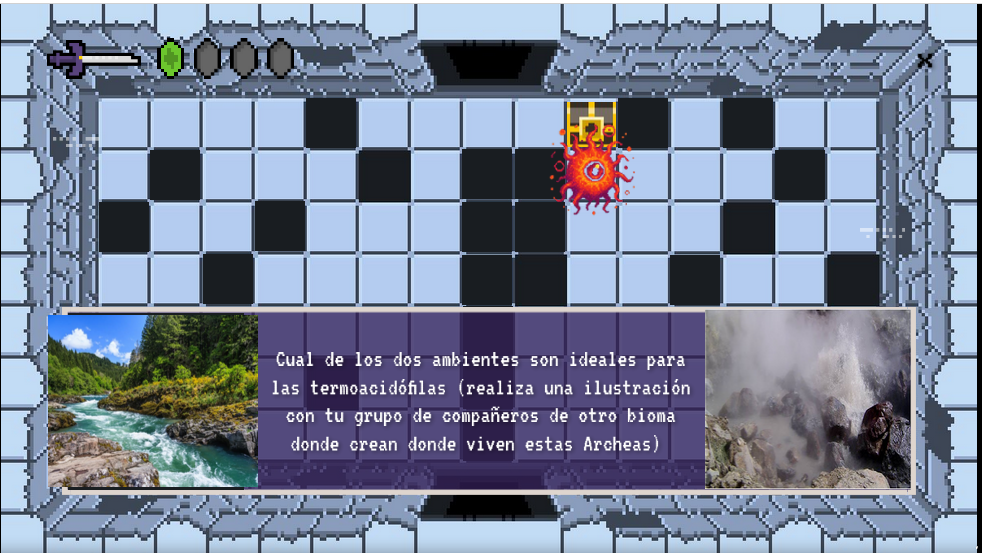 Cual de los dos ambientes son ideales para
las termoacidófilas (realiza una ilustración
con tu grupo de compañeros de otro bioma
donde crean donde viven estas Archeas)